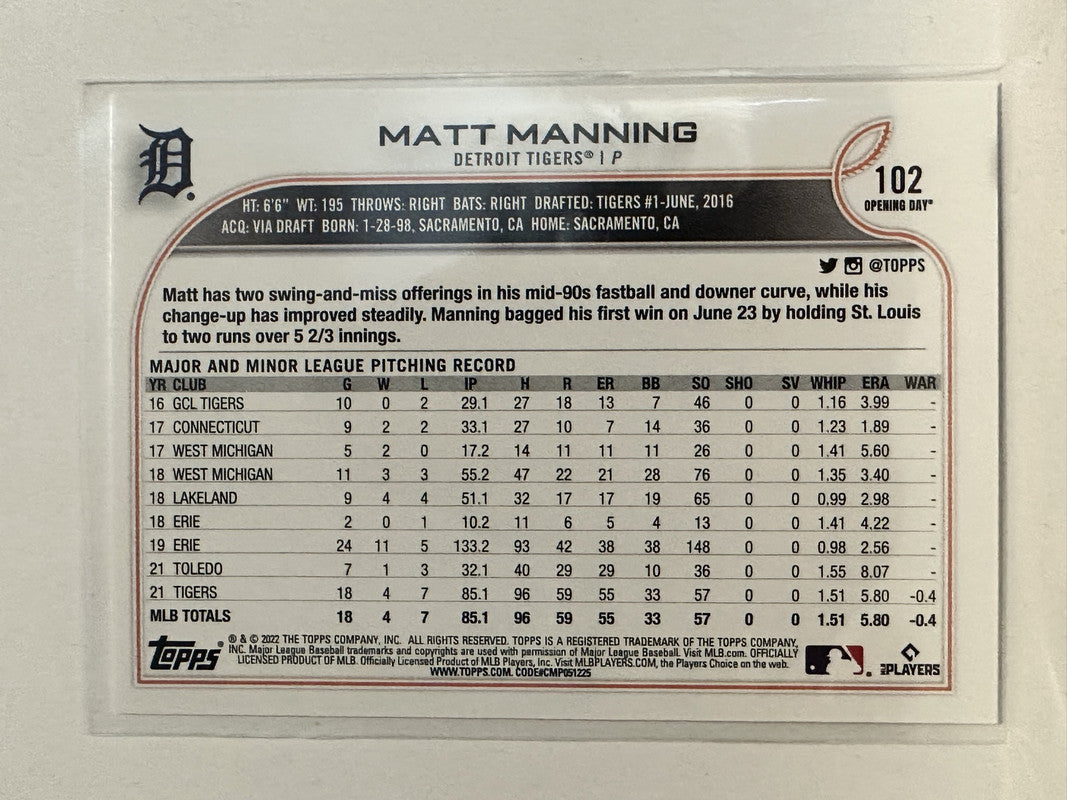 D
MATT MANNING
DETROIT TIGERS® | P
102
OPENING DAY®
HT: 6'6" WT: 195 THROWS: RIGHT BATS: RIGHT DRAFTED: TIGERS #1-JUNE, 2016
ACQ: VIA DRAFT BORN: 1-28-98, SACRAMENTO, CA HOME: SACRAMENTO, CA
@TOPPS
Matt has two swing-and-miss offerings in his mid-90s fastball and downer curve, while his
change-up has improved steadily. Manning bagged his first win on June 23 by holding St. Louis
to two runs over 5 2/3 innings.
MAJOR AND MINOR LEAGUE PITCHING RECORD
YR CLUB G W L IP H R ER BB SO SHO SV WHIP ERA WAR
16 GCL TIGERS 10 0 2 29.1 27 18 13 7 46 0 0 1.16 3.99 -
17 CONNECTICUT 9 2 2 33.1 27 10 7 14 36 0 0 1.23 1.89 -
17 WEST MICHIGAN 5 2 0 17.2 14 11 11 11 26 0 0 1.41 5.60 -
18 WEST MICHIGAN 11 3 3 55.2 47 22 21 28 76 0 0 1.35 3.40 -
18 LAKELAND 9 4 4 51.1 32 17 17 19 65 0 0 0.99 2.98 -
18 ERIE 2 0 1 10.2 11 6 5 4 13 0 0 1.41 4.22 -
19 ERIE 24 11 5 133.2 93 42 38 38 148 0 0 0.98 2.56 -
21 TOLEDO 7 1 3 32.1 40 29 29 10 36 0 0 1.55 8.07 -
21 TIGERS 18 4 7 85.1 96 59 55 33 57 0 0 1.51 5.80 -0.4
MLB TOTALS 18 4 7 85.1 96 59 55 33 57 0 0 1.51 5.80 -0.4
Topps®
® & © 2022 THE TOPPS COMPANY, INC. ALL RIGHTS RESERVED. TOPPS IS A REGISTERED TRADEMARK OF THE TOPPS COMPANY,
INC. Major League Baseball trademarks and copyrights are used with permission of Major League Baseball. Visit MLB.com. OFFICIALLY
LICENSED PRODUCT OF MLB. Officially Licensed Product of MLB Players, Inc. Visit MLBPLAYERS.COM, the Players Choice on the web.
WWW.TOPPS.COM. CODE#CMP051225
MLB PLAYERS